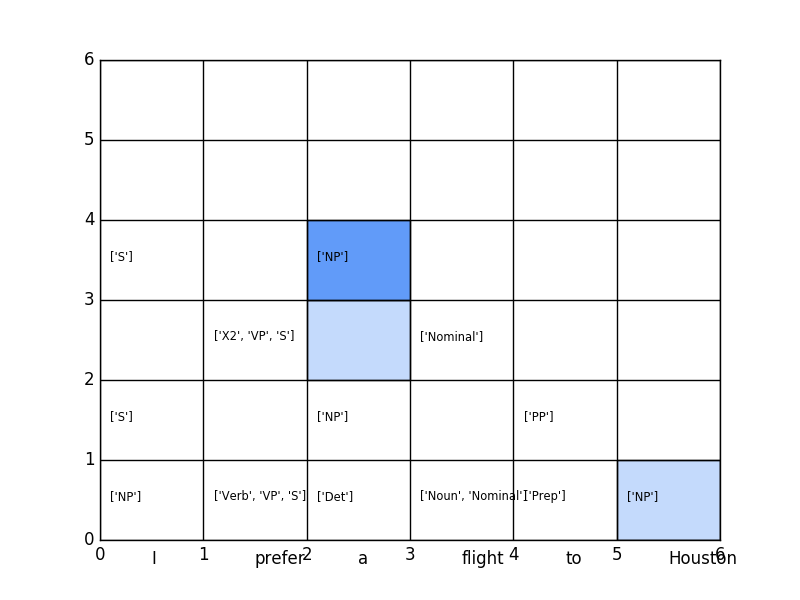 6
5
4
['S'] ['NP']
3
['X2', 'VP', 'S'] ['Nominal']
2
['S'] ['NP'] ['PP']
1
['NP'] ['Verb', 'VP', 'S'] ['Det'] ['Noun', 'Nominal'] ['Prep'] ['NP']
0
0 1 2 3 4 5 6
I prefer a flight to Houston